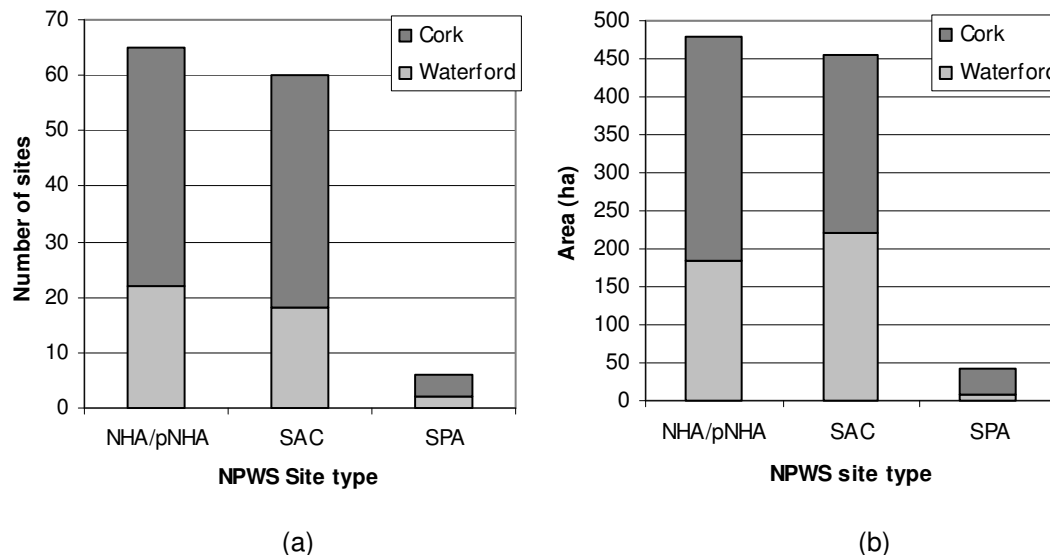 70
60
50
40
30
20
10
0
Number of sites
Cork
Waterford
NHA/pNHA SAC SPA
NPWS Site type
(a)
500
450
400
350
300
250
200
150
100
50
0
Area (ha)
Cork
Waterford
NHA/pNHA SAC SPA
NPWS site type
(b)